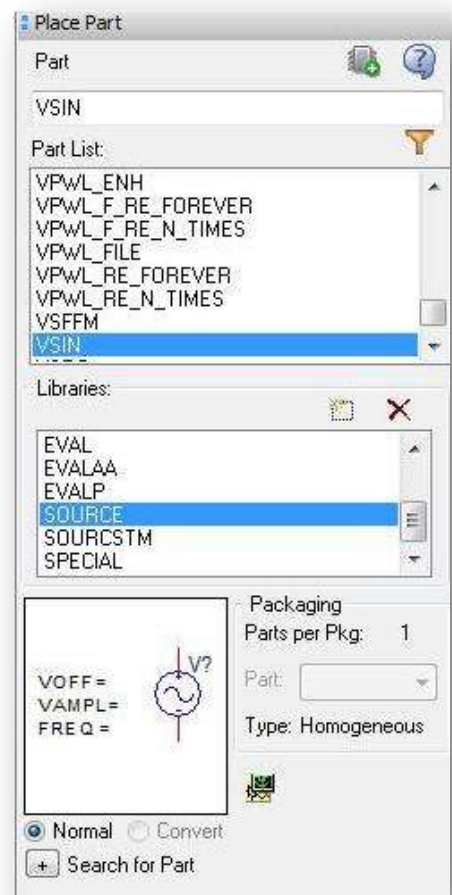 Place Part
Part
VSIN
Part List:
VPWL_ENH
VPWL_F_RE_FOREVER
VPWL_F_RE_N_TIMES
VPWL_FILE
VPWL_RE_FOREVER
VPWL_RE_N_TIMES
VSFFM
VSIN
Libraries:
EVAL
EVALAA
EVALP
SOURCE
SOURCSTM
SPECIAL
V?
VOFF=
VAMPL=
FREQ=
Packaging
Parts per Pkg: 1
Part:
Type: Homogeneous
Normal Convert
+ Search for Part